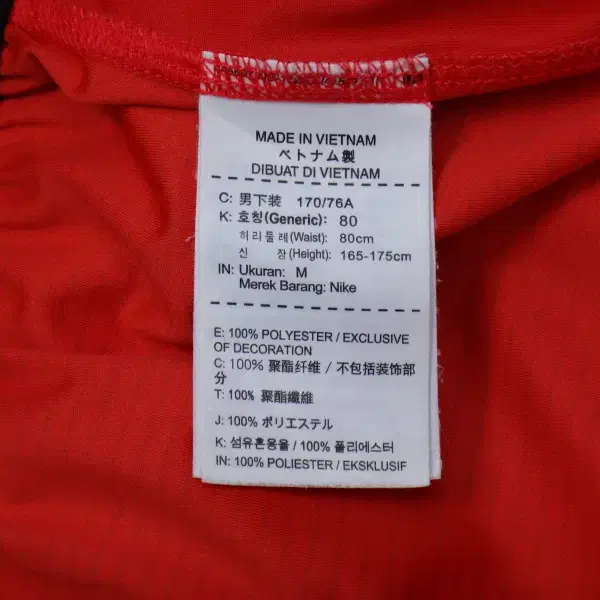 MADE IN VIETNAM
ベトナム製
DIBUAT DI VIETNAM
C: 男下装 170/76A
K: 호칭(Generic): 80
허리둘레(Waist): 80cm
신 장(Height): 165-175cm
IN: Ukuran: M
Merek Barang: Nike
E: 100% POLYESTER / EXCLUSIVE
OF DECORATION
C: 100% 聚酯纤维 / 不包括装饰部
分
T: 100% 聚酯纖維
J: 100% ポリエステル
K: 섬유혼용율 / 100% 폴리에스터
IN: 100% POLIESTER / EKSKLUSIF